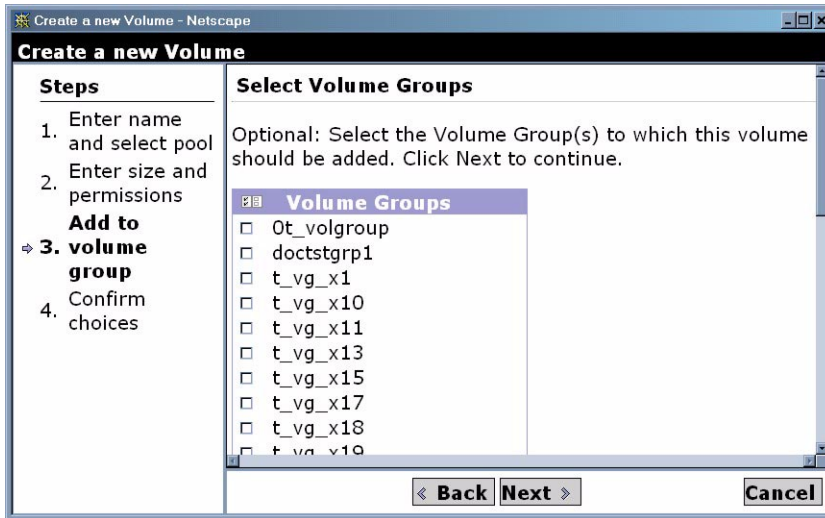 Create a new Volume - Netscape
Create a new Volume
Steps
1. Enter name
and select pool
2. Enter size and
permissions
3. Add to
volume
group
4. Confirm
choices
Select Volume Groups
Optional: Select the Volume Group(s) to which this volume
should be added. Click Next to continue.
Volume Groups
0t_volgroup
doctstgrp1
t_vg_x1
t_vg_x10
t_vg_x11
t_vg_x13
t_vg_x15
t_vg_x17
t_vg_x18
t_vg_x19
« Back Next » Cancel